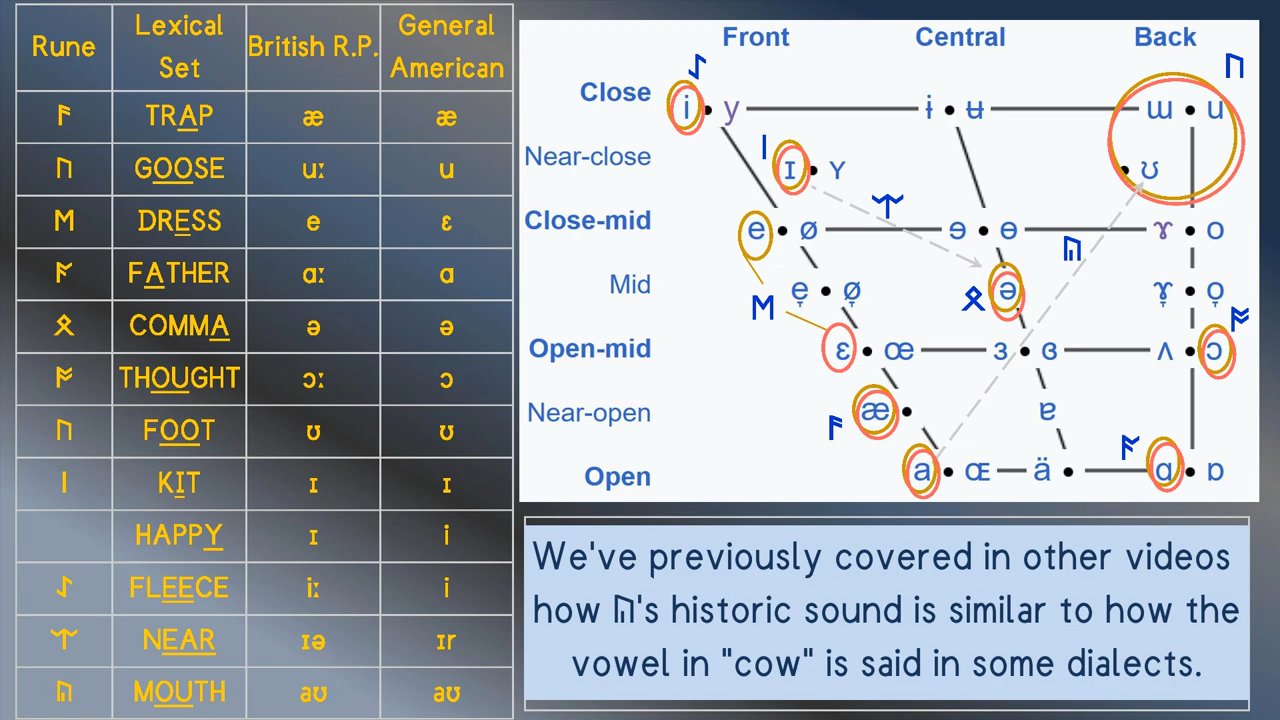 Rune Lexical Set British R.P. General American
ᚫ TRAP æ æ
ᚢ GOOSE uː u
ᛖ DRESS e ɛ
ᚨ FATHER ɑː ɑ
ᛟ COMMA ə ə
ᚩ THOUGHT ɔː ɔ
ᚢ FOOT ʊ ʊ
ᛁ KIT ɪ ɪ
HAPPY ɪ i
ᛇ FLEECE iː i
NEAR ɪə ɪr
MOUTH aʊ aʊ
Front Central Back
Close i y ɨ ʉ ɯ u
Near-close ɪ ʏ ʊ
Close-mid e ø ɘ ɵ ɤ o
Mid e̞ ø̞ ə ɤ̞ o̞
Open-mid ɛ œ ɜ ɞ ʌ ɔ
Near-open æ ɐ
Open a ɶ ä ɑ ɒ
We've previously covered in other videos
how 's historic sound is similar to how the
vowel in "cow" is said in some dialects.